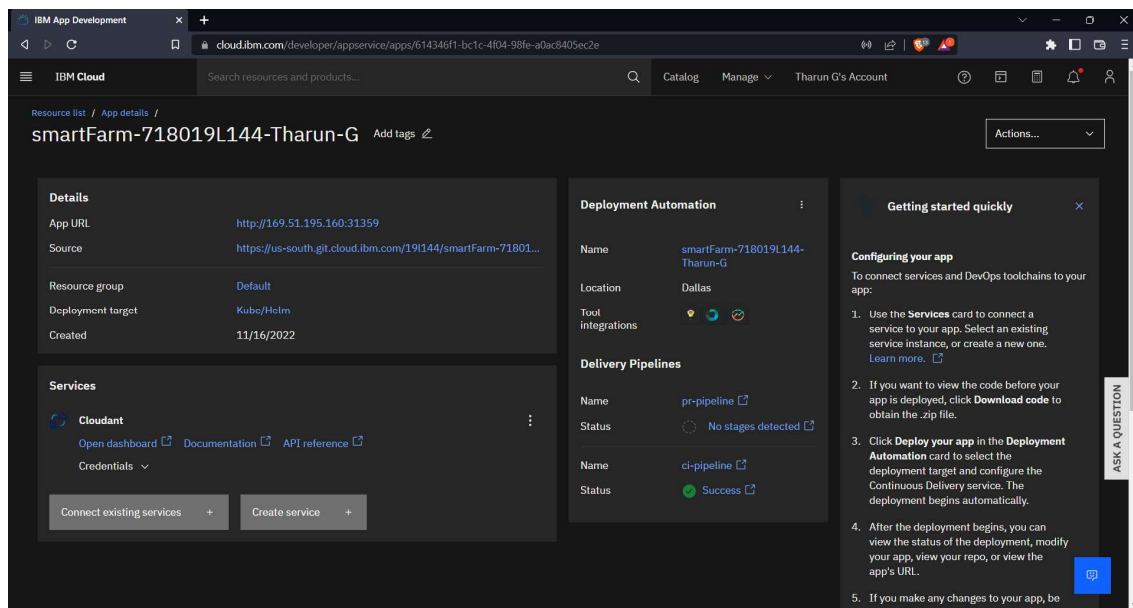 IBM App Development
cloud.ibm.com/developer/appservice/apps/614346f1-bc1c-4f04-98fe-a0ac8405ec2e
IBM Cloud
Search resources and products...
Catalog
Manage
Tharun G's Account
Resource list / App details /
smartFarm-718019L144-Tharun-G
Add tags
Actions...
Details
App URL
http://169.51.195.160:31359
Source
https://us-south.git.cloud.ibm.com/19l144/smartFarm-71801...
Resource group
Default
Deployment target
Kube/Helm
Created
11/16/2022
Services
Cloudant
Open dashboard
Documentation
API reference
Credentials
Connect existing services +
Create service +
Deployment Automation
Name
smartFarm-718019L144-
Tharun-G
Location
Dallas
Tool
integrations
Delivery Pipelines
Name
pr-pipeline
Status
No stages detected
Name
ci-pipeline
Status
Success
Getting started quickly
Configuring your app
To connect services and DevOps toolchains to your
app:
1. Use the Services card to connect a
service to your app. Select an existing
service instance, or create a new one.
Learn more.
2. If you want to view the code before your
app is deployed, click Download code to
obtain the .zip file.
3. Click Deploy your app in the Deployment
Automation card to select the
deployment target and configure the
Continuous Delivery service. The
deployment begins automatically.
4. After the deployment begins, you can
view the status of the deployment, modify
your app, view your repo, or view the
app's URL.
5. If you make any changes to your app, be
ASK A QUESTION